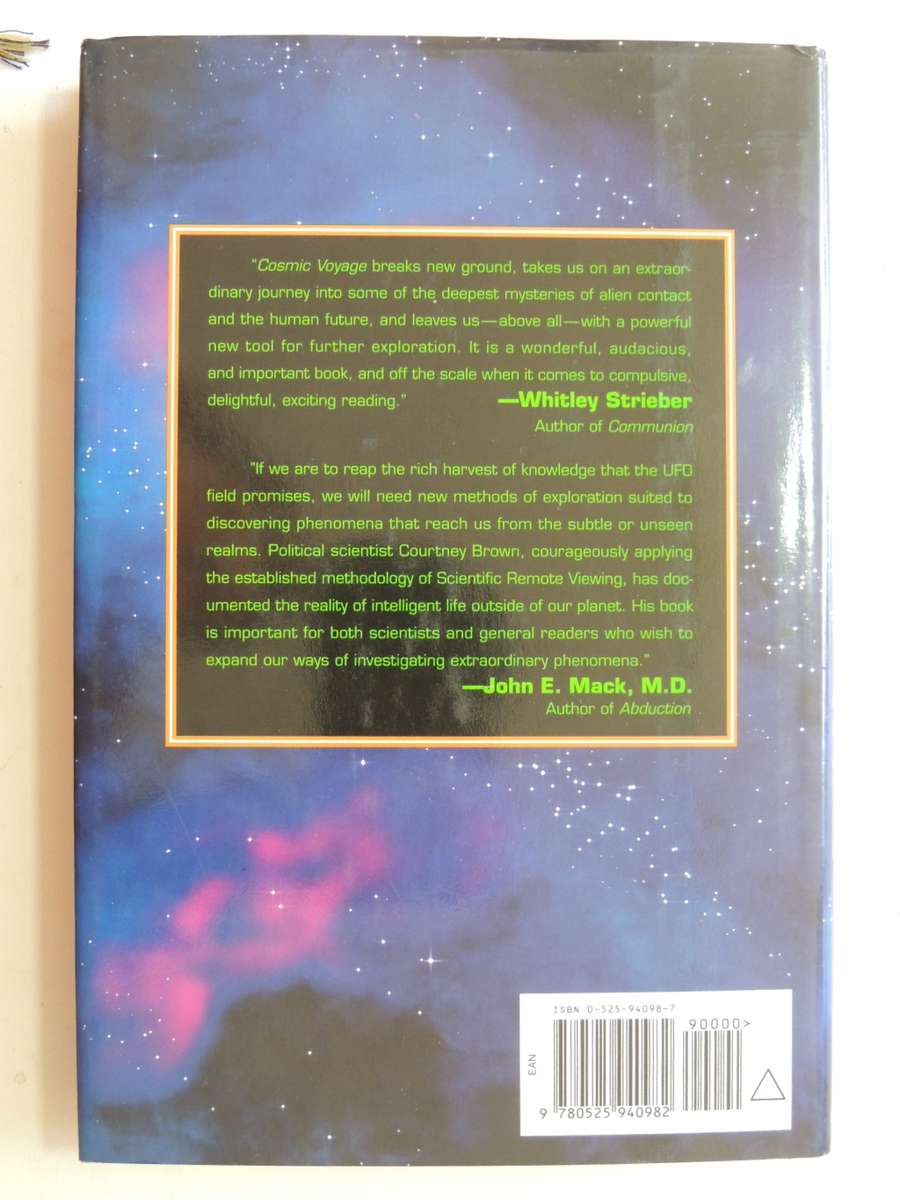 "Cosmic Voyage breaks new ground, takes us on an extraor-
dinary journey into some of the deepest mysteries of alien contact
and the human future, and leaves us—above all—with a powerful
new tool for further exploration. It is a wonderful, audacious,
and important book, and off the scale when it comes to compulsive,
delightful, exciting reading." —Whitley Strieber
Author of Communion
"If we are to reap the rich harvest of knowledge that the UFO
field promises, we will need new methods of exploration suited to
discovering phenomena that reach us from the subtle or unseen
realms. Political scientist Courtney Brown, courageously applying
the established methodology of Scientific Remote Viewing, has doc-
umented the reality of intelligent life outside of our planet. His book
is important for both scientists and general readers who wish to
expand our ways of investigating extraordinary phenomena."
—John E. Mack, M.D.
Author of Abduction
ISBN 0-525-94098-7
90000>
EAN
9 780525 940982